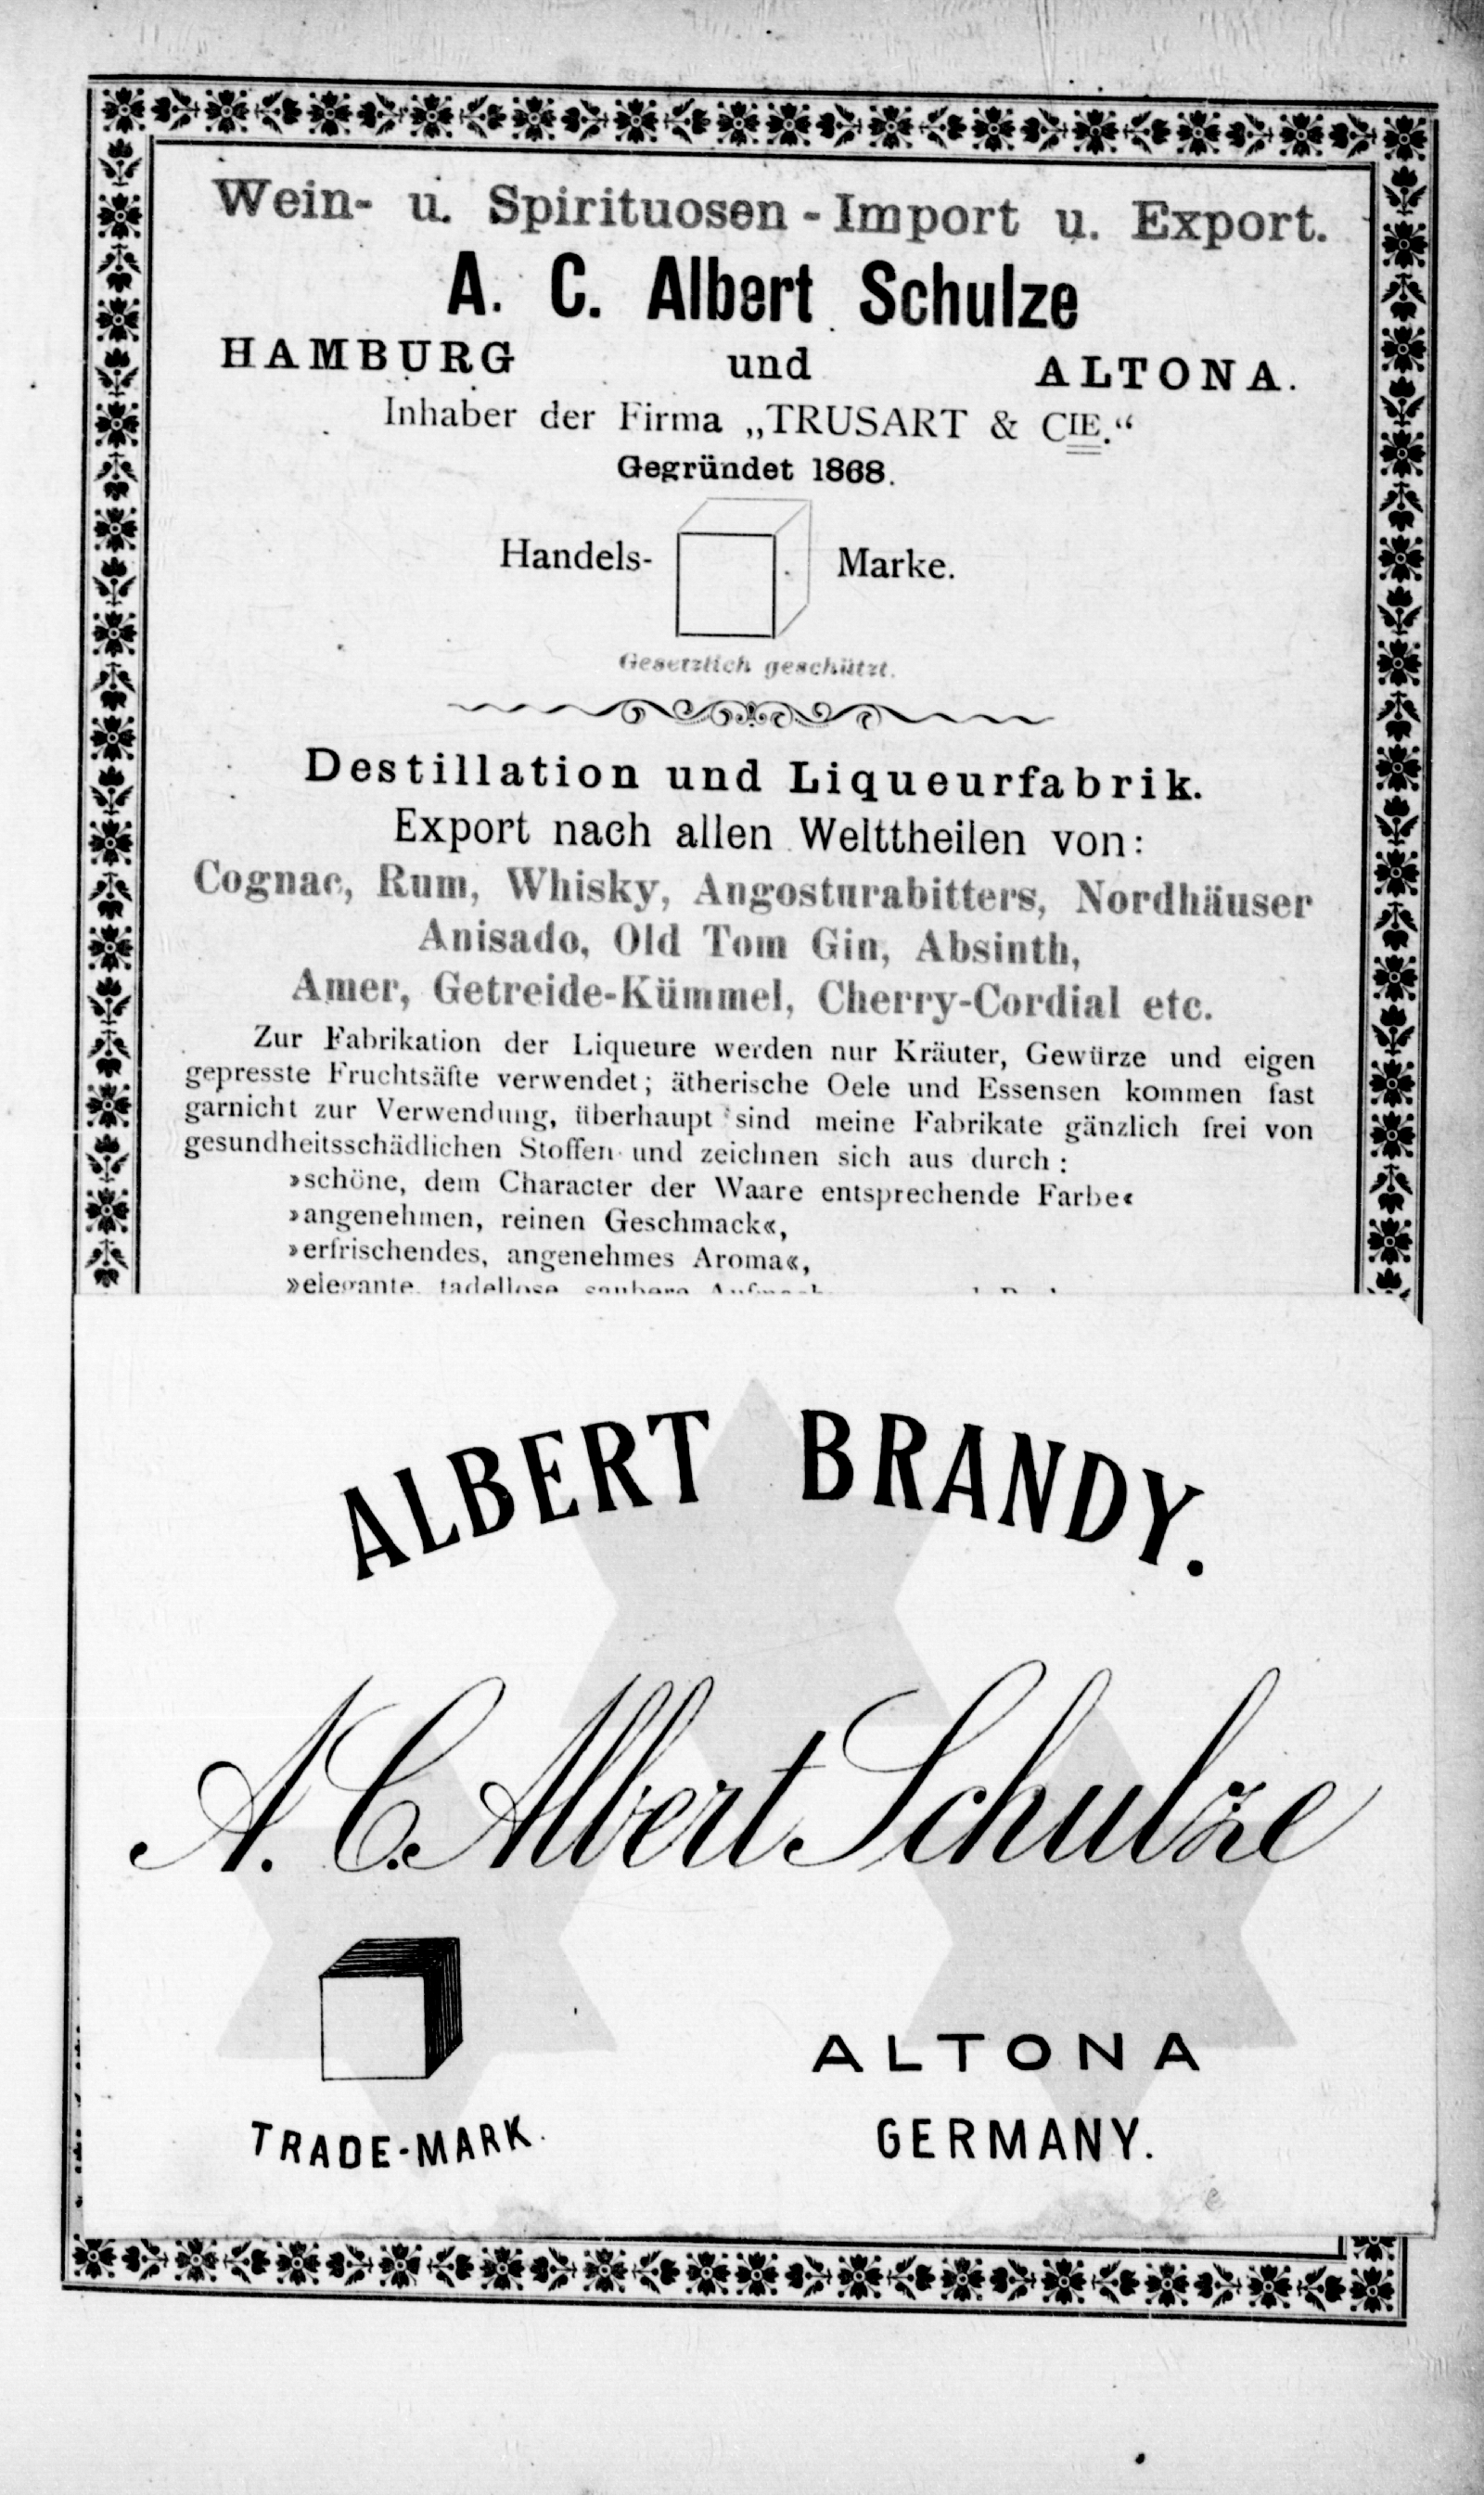 Wein- u. Spirituosen-Import u. Export.
A. C. Albert Schulze
HAMBURG und ALTONA.
Inhaber der Firma „TRUSART & CIE.“
Gegründet 1868.
Handels- Marke.
Gesetzlich geschützt.
Destillation und Liqueurfabrik.
Export nach allen Welttheilen von:
Cognac, Rum, Whisky, Angosturabitters, Nordhäuser
Anisado, Old Tom Gin, Absinth,
Amer, Getreide-Kümmel, Cherry-Cordial etc.
Zur Fabrikation der Liqueure werden nur Kräuter, Gewürze und eigen
gepresste Fruchtsäfte verwendet; ätherische Oele und Essensen kommen fast
garnicht zur Verwendung, überhaupt sind meine Fabrikate gänzlich frei von
gesundheitsschädlichen Stoffen und zeichnen sich aus durch:
»schöne, dem Character der Waare entsprechende Farbe«
»angenehmen, reinen Geschmack«,
»erfrischendes, angenehmes Aroma«,
»elegante, tadellose, saubere
ALBERT BRANDY.
A. C. Albert Schulze
TRADE-MARK.
ALTONA
GERMANY.